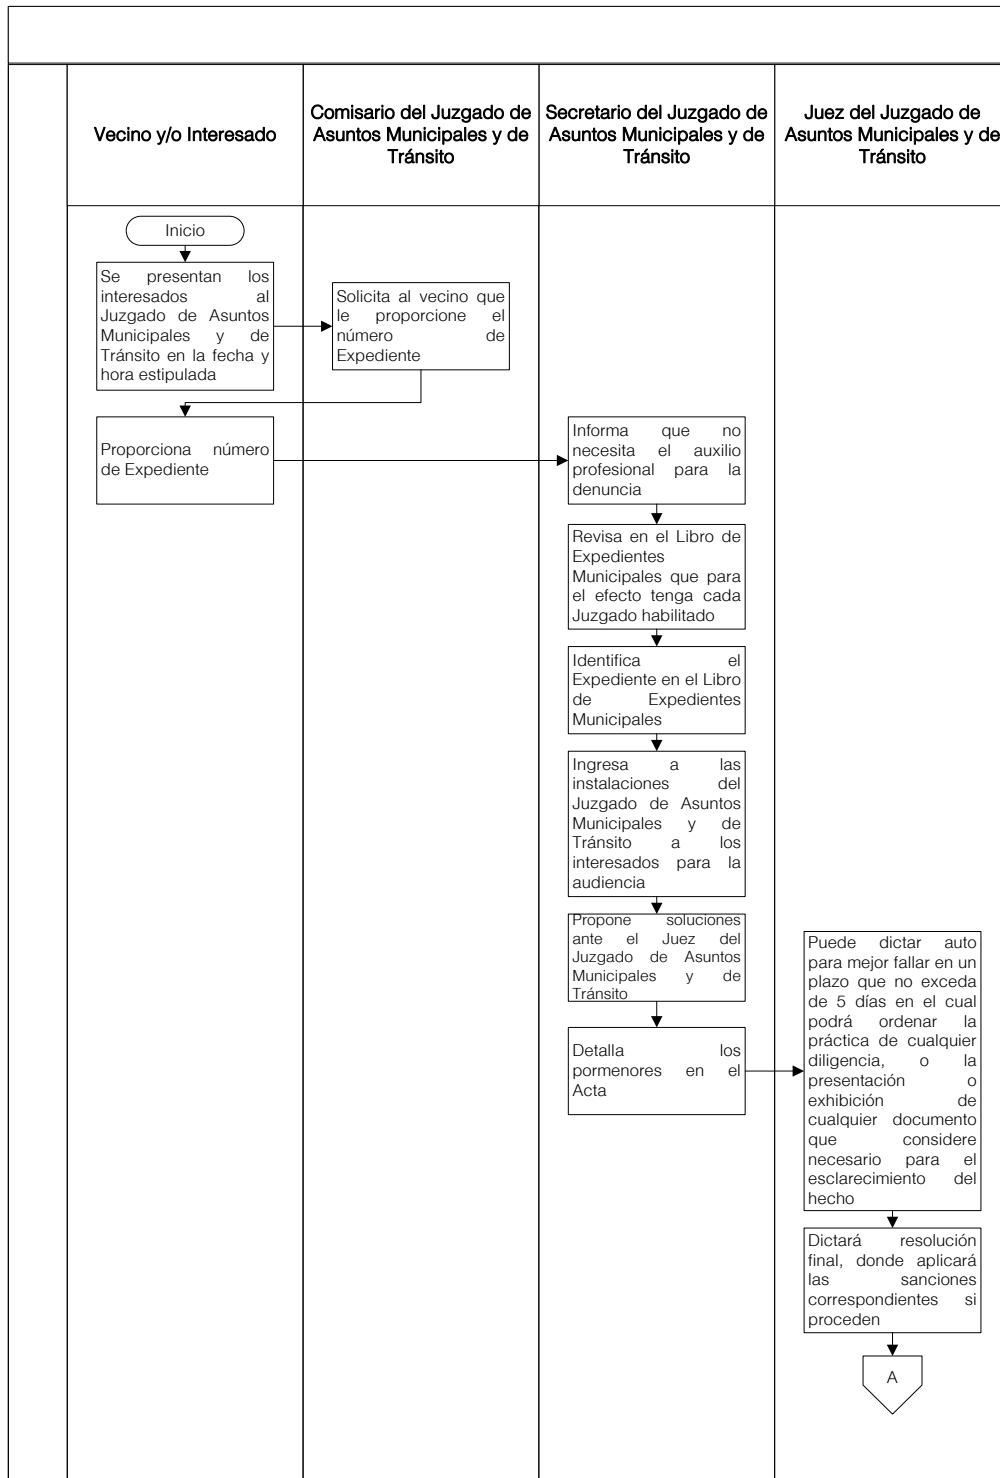 Vecino y/o Interesado
Comisario del Juzgado de
Asuntos Municipales y de
Tránsito
Secretario del Juzgado de
Asuntos Municipales y de
Tránsito
Juez del Juzgado de
Asuntos Municipales y de
Tránsito
Inicio
Se presentan los
interesados al
Juzgado de Asuntos
Municipales y de
Tránsito en la fecha y
hora estipulada
Solicita al vecino que
le proporcione el
número de
Expediente
Proporciona número
de Expediente
Informa que no
necesita el auxilio
profesional para la
denuncia
Revisa en el Libro de
Expedientes
Municipales que para
el efecto tenga cada
Juzgado habilitado
Identifica el
Expediente en el Libro
de Expedientes
Municipales
Ingresa a las
instalaciones del
Juzgado de Asuntos
Municipales y de
Tránsito a los
interesados para la
audiencia
Propone soluciones
ante el Juez del
Juzgado de Asuntos
Municipales y de
Tránsito
Detalla los
pormenores en el
Acta
Puede dictar auto
para mejor fallar en un
plazo que no exceda
de 5 días en el cual
podrá ordenar la
práctica de cualquier
diligencia, o la
presentación o
exhibición de
cualquier documento
que considere
necesario para el
esclarecimiento del
hecho
Dictará resolución
final, donde aplicará
las sanciones
correspondientes si
proceden
A